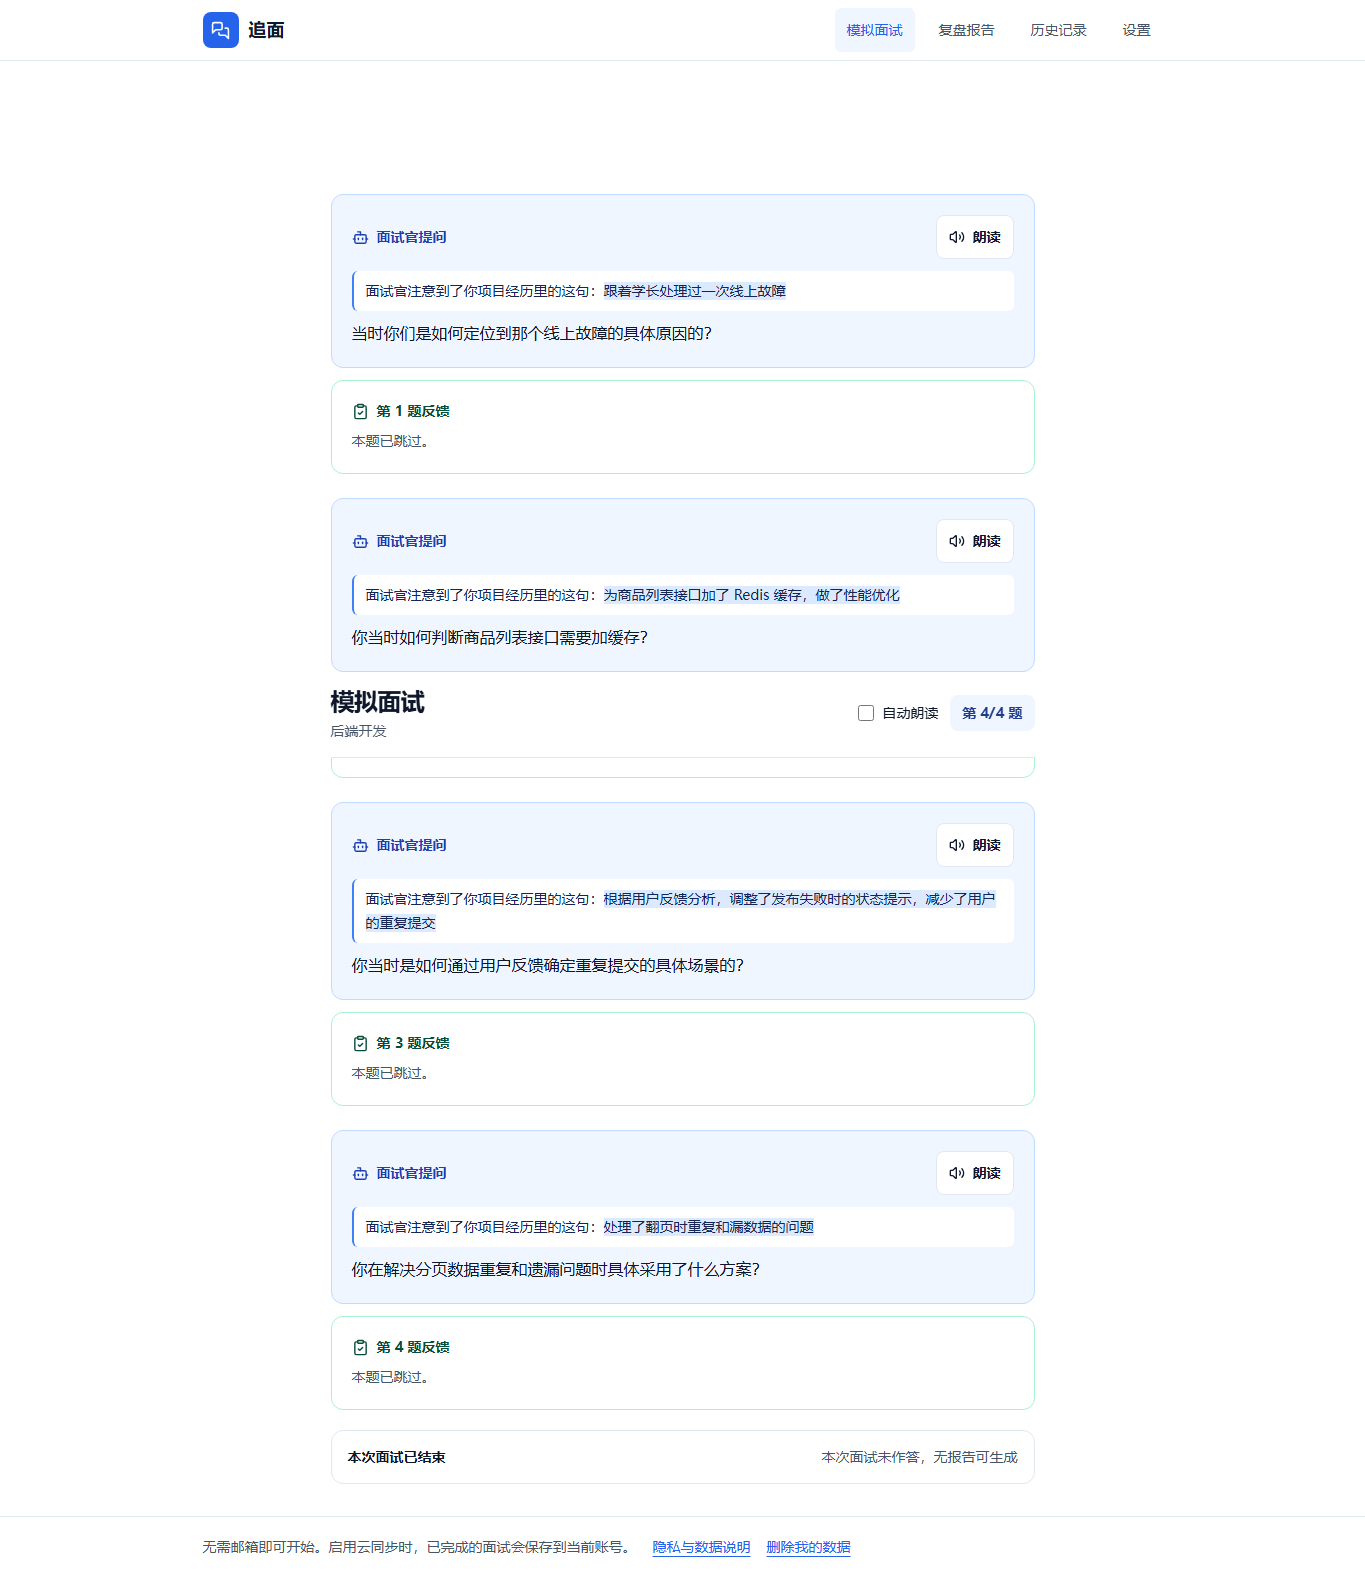 追面
模拟面试 复盘报告 历史记录 设置
面试官提问 朗读
面试官注意到了你项目经历里的这句：跟着学长处理过一次线上故障
当时你们是如何定位到那个线上故障的具体原因的？
第 1 题反馈
本题已跳过。
面试官提问 朗读
面试官注意到了你项目经历里的这句：为商品列表接口加了 Redis 缓存，做了性能优化
你当时如何判断商品列表接口需要加缓存？
模拟面试
后端开发
自动朗读 第 4/4 题
面试官提问 朗读
面试官注意到了你项目经历里的这句：根据用户反馈分析，调整了发布失败时的状态提示，减少了用户
的重复提交
你当时是如何通过用户反馈确定重复提交的具体场景的？
第 3 题反馈
本题已跳过。
面试官提问 朗读
面试官注意到了你项目经历里的这句：处理了翻页时重复和漏数据的问题
你在解决分页数据重复和遗漏问题时具体采用了什么方案？
第 4 题反馈
本题已跳过。
本次面试已结束 本次面试未作答，无报告可生成
无需邮箱即可开始。启用云同步时，已完成的面试会保存到当前账号。 隐私与数据说明 删除我的数据